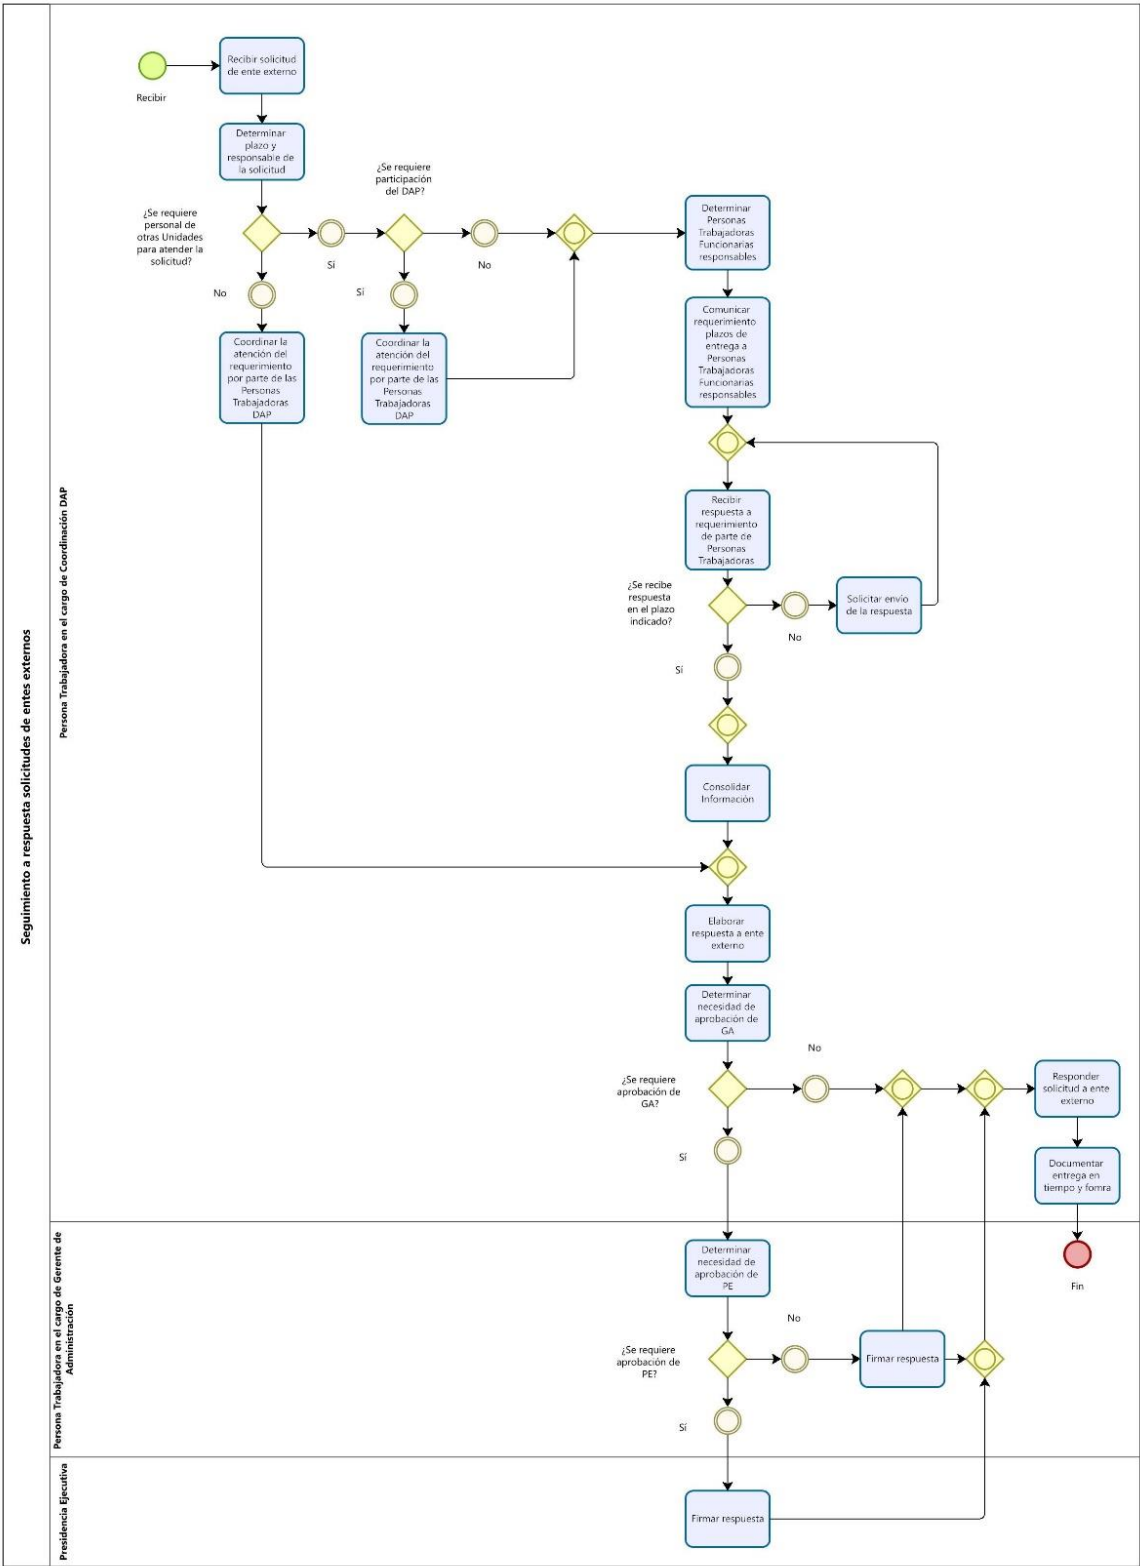 Seguimiento a respuesta solicitudes de entes externos
Persona Trabajadora en el cargo de Coordinación DAP
Recibir
Recibir solicitud
de ente externo
Determinar
plazo y
responsable de
la solicitud
¿Se requiere
personal de
otras Unidades
para atender la
solicitud?
Sí
No
¿Se requiere
participación
del DAP?
No
Sí
Coordinar la
atención del
requerimiento
por parte de las
Personas
Trabajadoras
DAP
Coordinar la
atención del
requerimiento
por parte de las
Personas
Trabajadoras
DAP
Determinar
Personas
Trabajadoras
Funcionarias
responsables
Comunicar
requerimiento
plazos de
entrega a
Personas
Trabajadoras
Funcionarias
responsables
Recibir
respuesta a
requerimiento
de parte de
Personas
Trabajadoras
¿Se recibe
respuesta
en el plazo
indicado?
No
Solicitar envío
de la respuesta
Sí
Consolidar
Información
Elaborar
respuesta a ente
externo
Determinar
necesidad de
aprobación de
GA
¿Se requiere
aprobación de
GA?
No
Sí
Responder
solicitud a ente
externo
Documentar
entrega en
tiempo y fomra
Fin
Persona Trabajadora en el cargo de Gerente de
Administración
Determinar
necesidad de
aprobación de
PE
¿Se requiere
aprobación de
PE?
No
Firmar respuesta
Sí
Presidencia Ejecutiva
Firmar respuesta